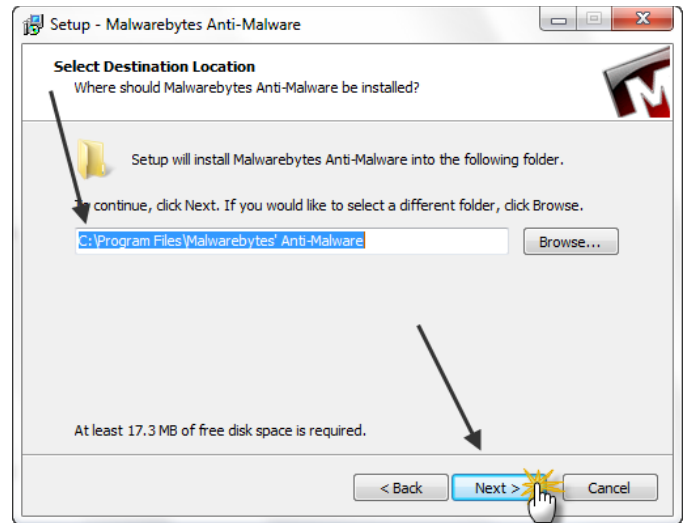 Setup - Malwarebytes Anti-Malware
Select Destination Location
Where should Malwarebytes Anti-Malware be installed?
Setup will install Malwarebytes Anti-Malware into the following folder.
To continue, click Next. If you would like to select a different folder, click Browse.
C:\Program Files\Malwarebytes' Anti-Malware
Browse...
At least 17.3 MB of free disk space is required.
< Back
Next >
Cancel